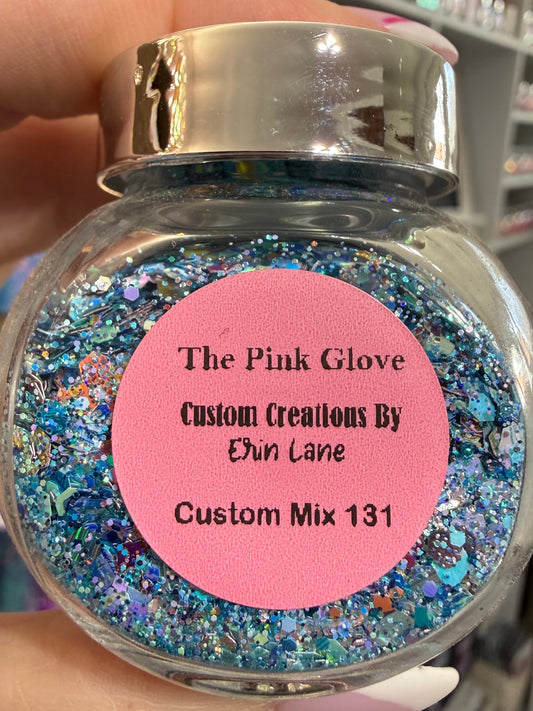 The Pink Glove
Custom Creations By
Erin Lane
Custom Mix 131